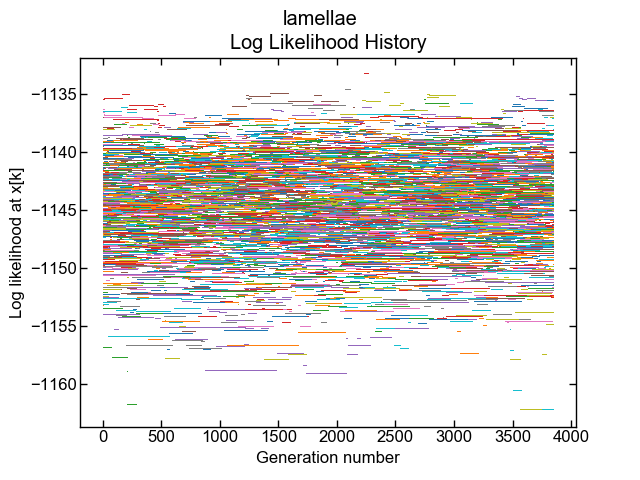 lamellae
Log Likelihood History
−1135
−1140
−1145
−1150
−1155
−1160
Log likelihood at x[k]
0 500 1000 1500 2000 2500 3000 3500 4000
Generation number